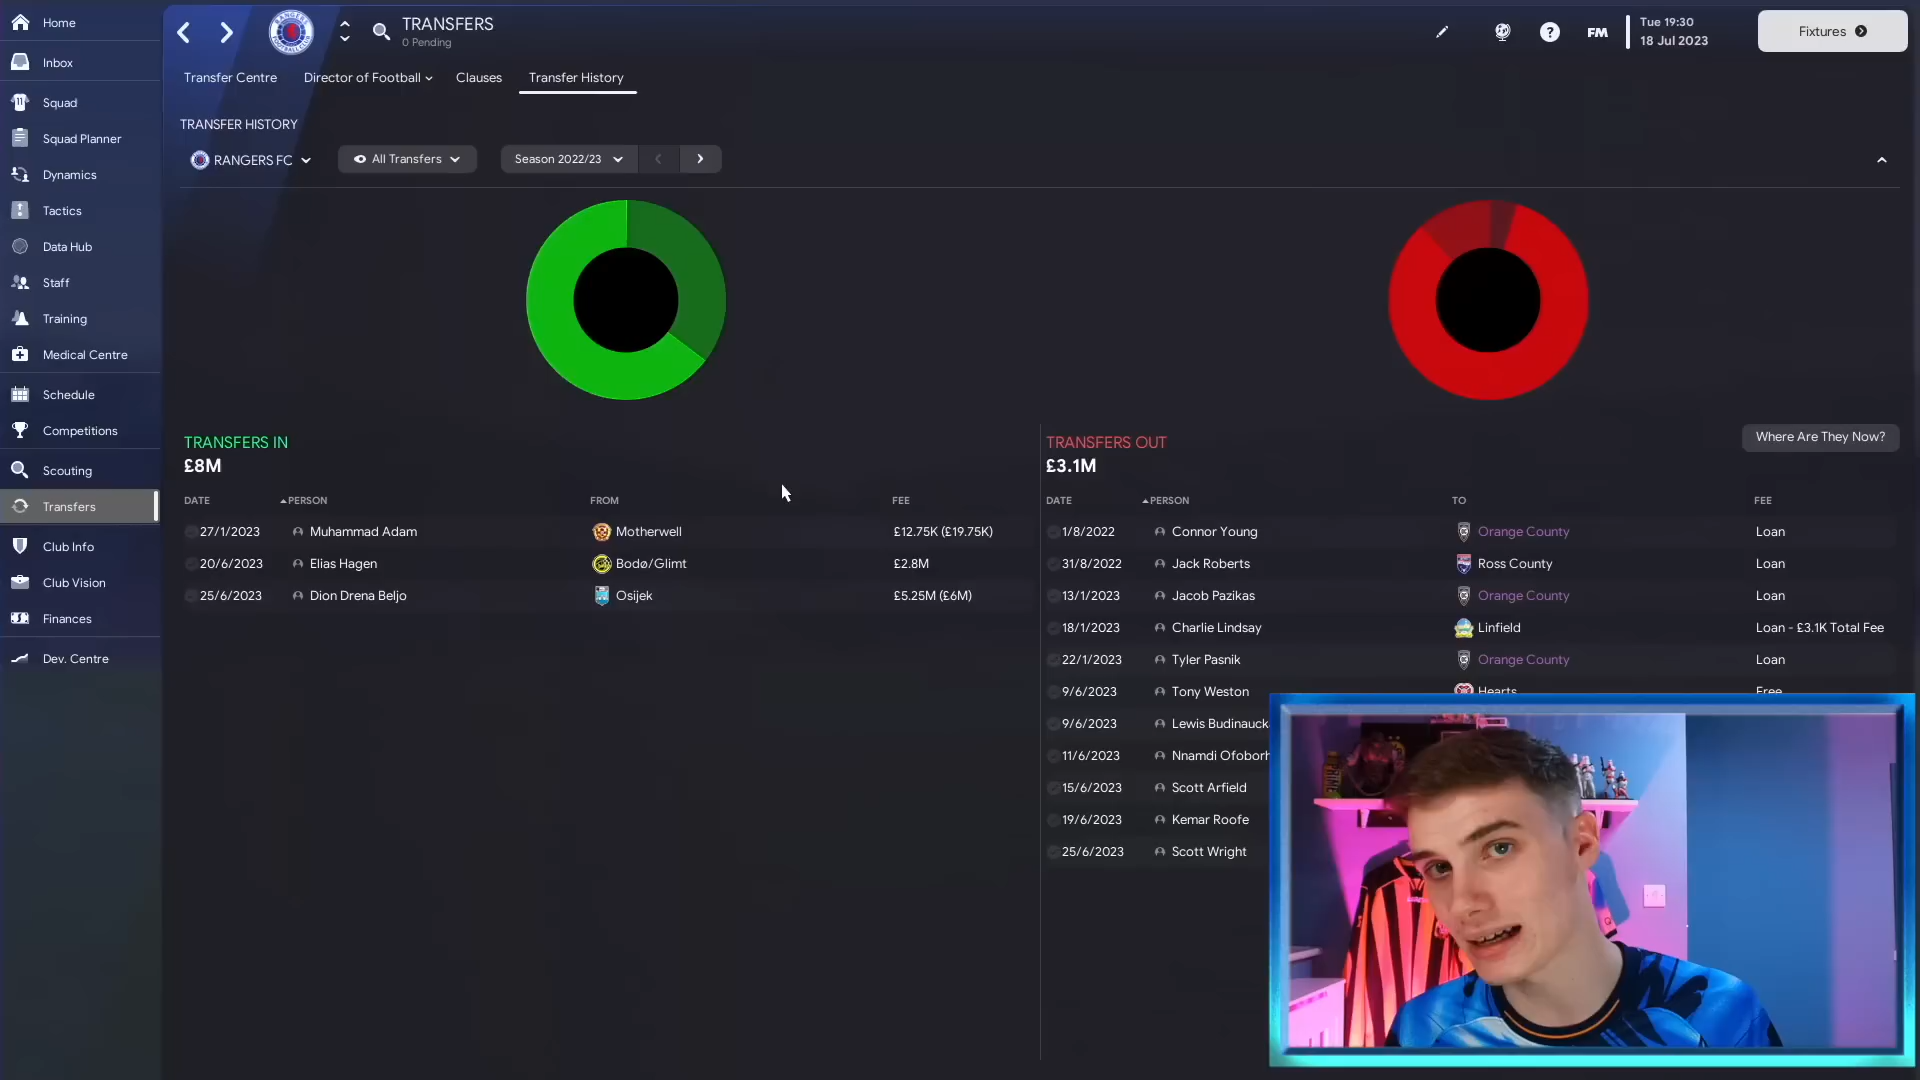 Home
Inbox
Squad
Squad Planner
Dynamics
Tactics
Data Hub
Staff
Training
Medical Centre
Schedule
Competitions
Scouting
Transfers
Club Info
Club Vision
Finances
Dev. Centre
TRANSFERS
0 Pending
FM
Tue 19:30
18 Jul 2023
Fixtures
Transfer Centre Director of Football Clauses Transfer History
TRANSFER HISTORY
RANGERS FC All Transfers Season 2022/23
TRANSFERS IN
£8M
DATE PERSON FROM FEE
27/1/2023 Muhammad Adam Motherwell £12.75K (£19.75K)
20/6/2023 Elias Hagen Bodø/Glimt £2.8M
25/6/2023 Dion Drena Beljo Osijek £5.25M (£6M)
TRANSFERS OUT
£3.1M
Where Are They Now?
DATE PERSON TO FEE
1/8/2022 Connor Young Orange County Loan
31/8/2022 Jack Roberts Ross County Loan
13/1/2023 Jacob Pazikas Orange County Loan
18/1/2023 Charlie Lindsay Linfield Loan - £3.1K Total Fee
22/1/2023 Tyler Pasnik Orange County Loan
9/6/2023 Tony Weston Hearts Free
9/6/2023 Lewis Budinauck
11/6/2023 Nnamdi Ofoborh
15/6/2023 Scott Arfield
19/6/2023 Kemar Roofe
25/6/2023 Scott Wright